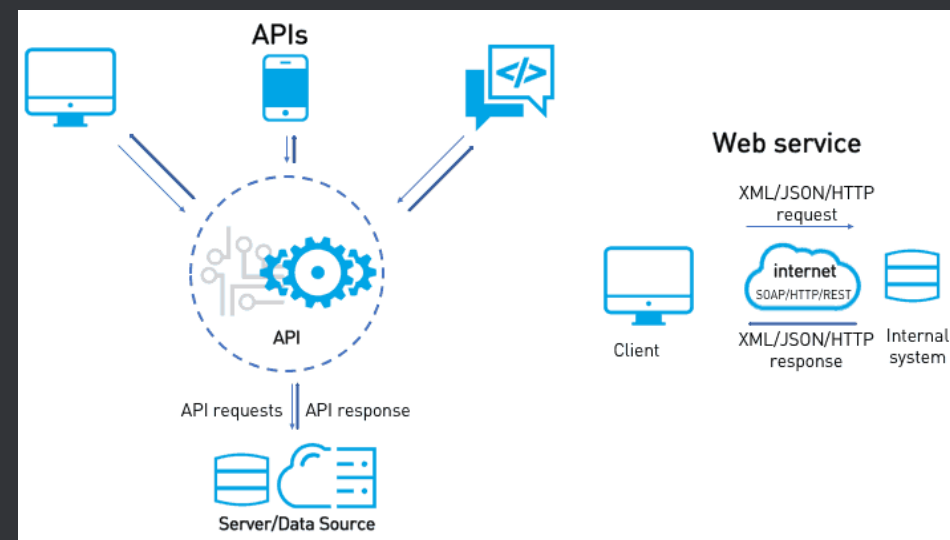 APIs
</>
API
API requests
API response
Server/Data Source
Web service
XML/JSON/HTTP
request
internet
SOAP/HTTP/REST
XML/JSON/HTTP
response
Client
Internal
system